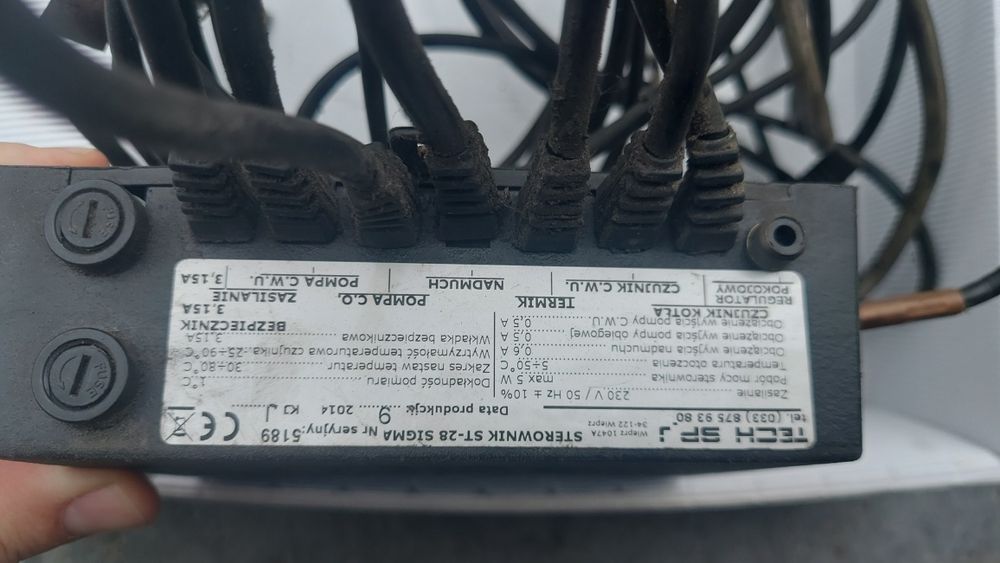 TECH SP.J
Wieprz 1047A
34-122 Wieprz
tel. (033) 875 93 80
STEROWNIK ST-28 SIGMA
Nr seryjny: 5189
Data produkcji: 9 2014 KJ
CE
Zasilanie 230 V / 50 Hz ± 10%
Pobór mocy sterownika max 5 W
Temperatura otoczenia 5÷50°C
Obciążenie wyjścia nadmuchu 0,6 A
Obciążenie wyjścia pompy obiegowej 0,5 A
Obciążenie wyjścia pompy C.W.U. 0,5 A
Dokładność pomiaru 1°C
Zakres nastaw temperatur 30÷80°C
Wytrzymałość temperaturowa czujnika -25÷90°C
Wkładka bezpiecznikowa 3,15A
BEZPIECZNIK
CZUJNIK KOTŁA TERMIK POMPA C.O. ZASILANIE 3,15A
REGULATOR POKOJOWY CZUJNIK C.W.U. NADMUCH POMPA C.W.U. 3,15A
FUSE